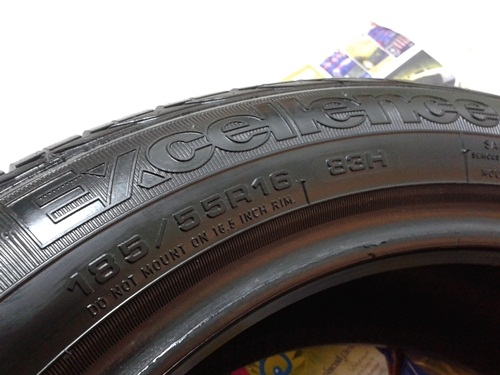 EXcellence
185/55R16 83H
DO NOT MOUNT ON 16.5 INCH RIM.